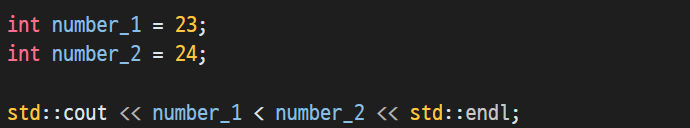 int number_1 = 23;
int number_2 = 24;
std::cout << number_1 < number_2 << std::endl;